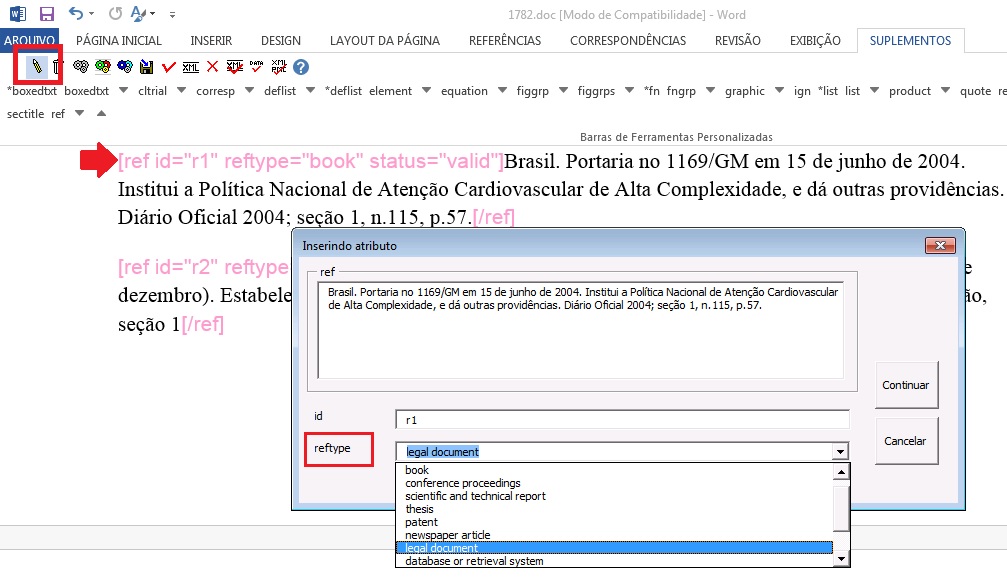 1782.doc [Modo de Compatibilidade] - Word
ARQUIVO PÁGINA INICIAL INSERIR DESIGN LAYOUT DA PÁGINA REFERÊNCIAS CORRESPONDÊNCIAS REVISÃO EXIBIÇÃO SUPLEMENTOS
XML XML DATA XML PMC ?
*boxedtxt boxedtxt cltrial corresp deflist *deflist element equation figgrp figgrps *fn fngrp graphic ign *list list product quote re
sectitle ref
Barras de Ferramentas Personalizadas
[ref id="r1" reftype="book" status="valid"]Brasil. Portaria no 1169/GM em 15 de junho de 2004.
Institui a Política Nacional de Atenção Cardiovascular de Alta Complexidade, e dá outras providências.
Diário Oficial 2004; seção 1, n.115, p.57.[/ref]
[ref id="r2" reftype e
dezembro). Estabele ão,
seção 1[/ref]
Inserindo atributo
ref
Brasil. Portaria no 1169/GM em 15 de junho de 2004. Institui a Política Nacional de Atenção Cardiovascular
de Alta Complexidade, e dá outras providências. Diário Oficial 2004; seção 1, n.115, p.57.
Continuar
id r1
Cancelar
reftype legal document
book
conference proceedings
scientific and technical report
thesis
patent
newspaper article
legal document
database or retrieval system